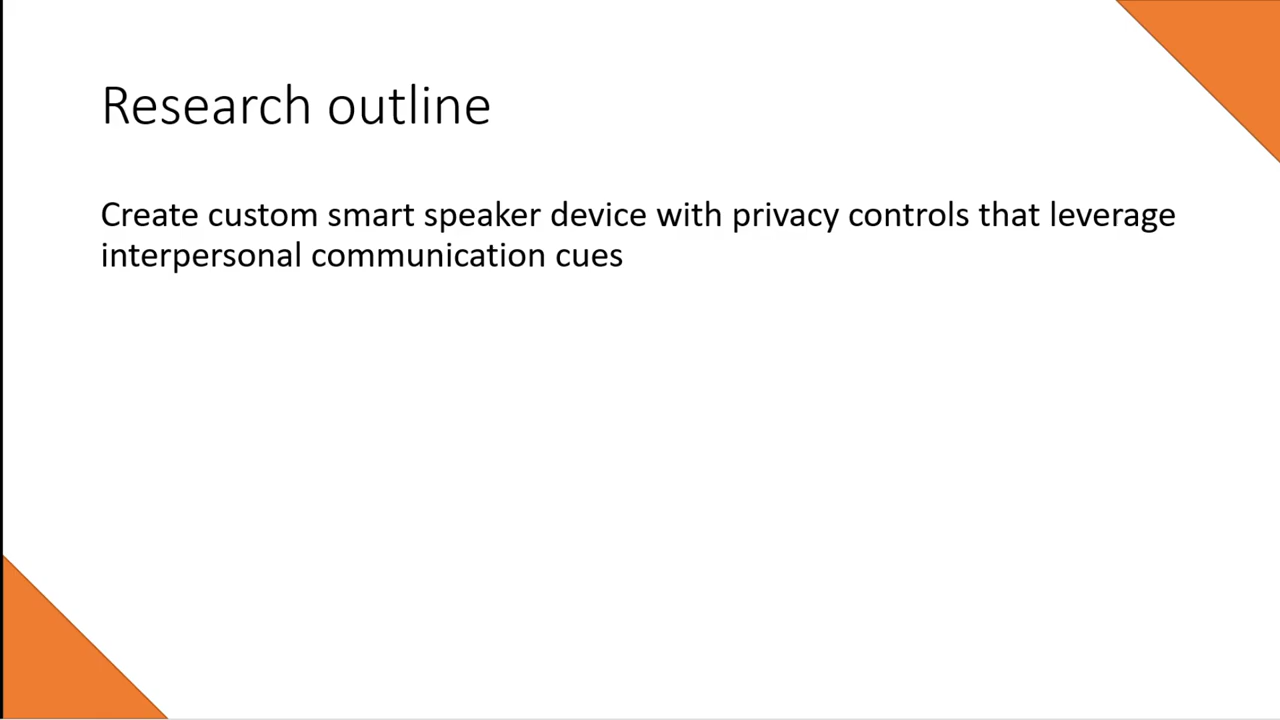 Research outline
Create custom smart speaker device with privacy controls that leverage
interpersonal communication cues